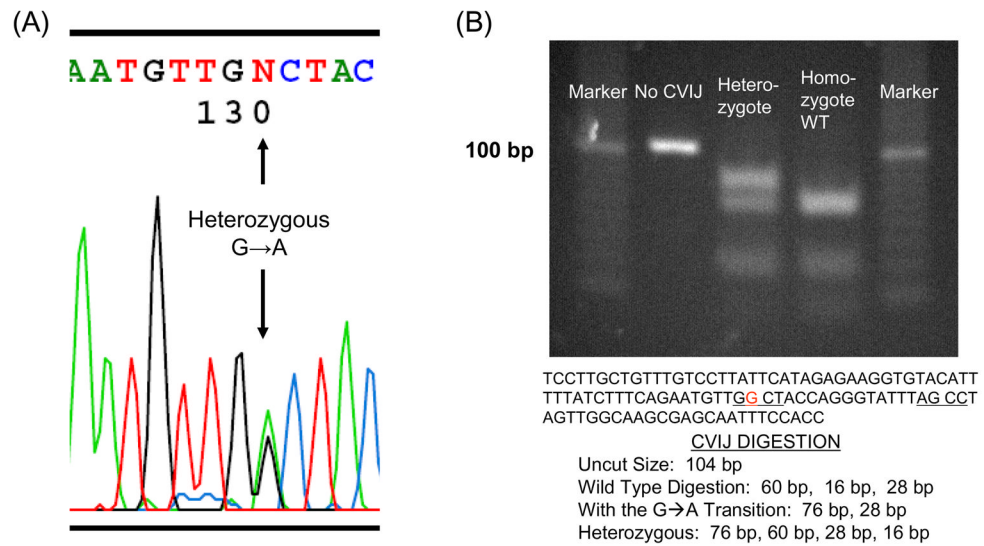 (A)
AATGTTGNCTAC
130
Heterozygous
G→A
(B)
Marker No CVIJ Hetero-zygote Homo-zygote WT Marker
100 bp
TCCTTGCTGTTTGTCCTTATTCATAGAGAAGGTGTACATT
TTTATCTTTCAGAATGTTGG CTACCAGGGTATTTAG CCT
AGTTGGCAAGCGAGCAATTTCCACC
CVIJ DIGESTION
Uncut Size: 104 bp
Wild Type Digestion: 60 bp, 16 bp, 28 bp
With the G→A Transition: 76 bp, 28 bp
Heterozygous: 76 bp, 60 bp, 28 bp, 16 bp